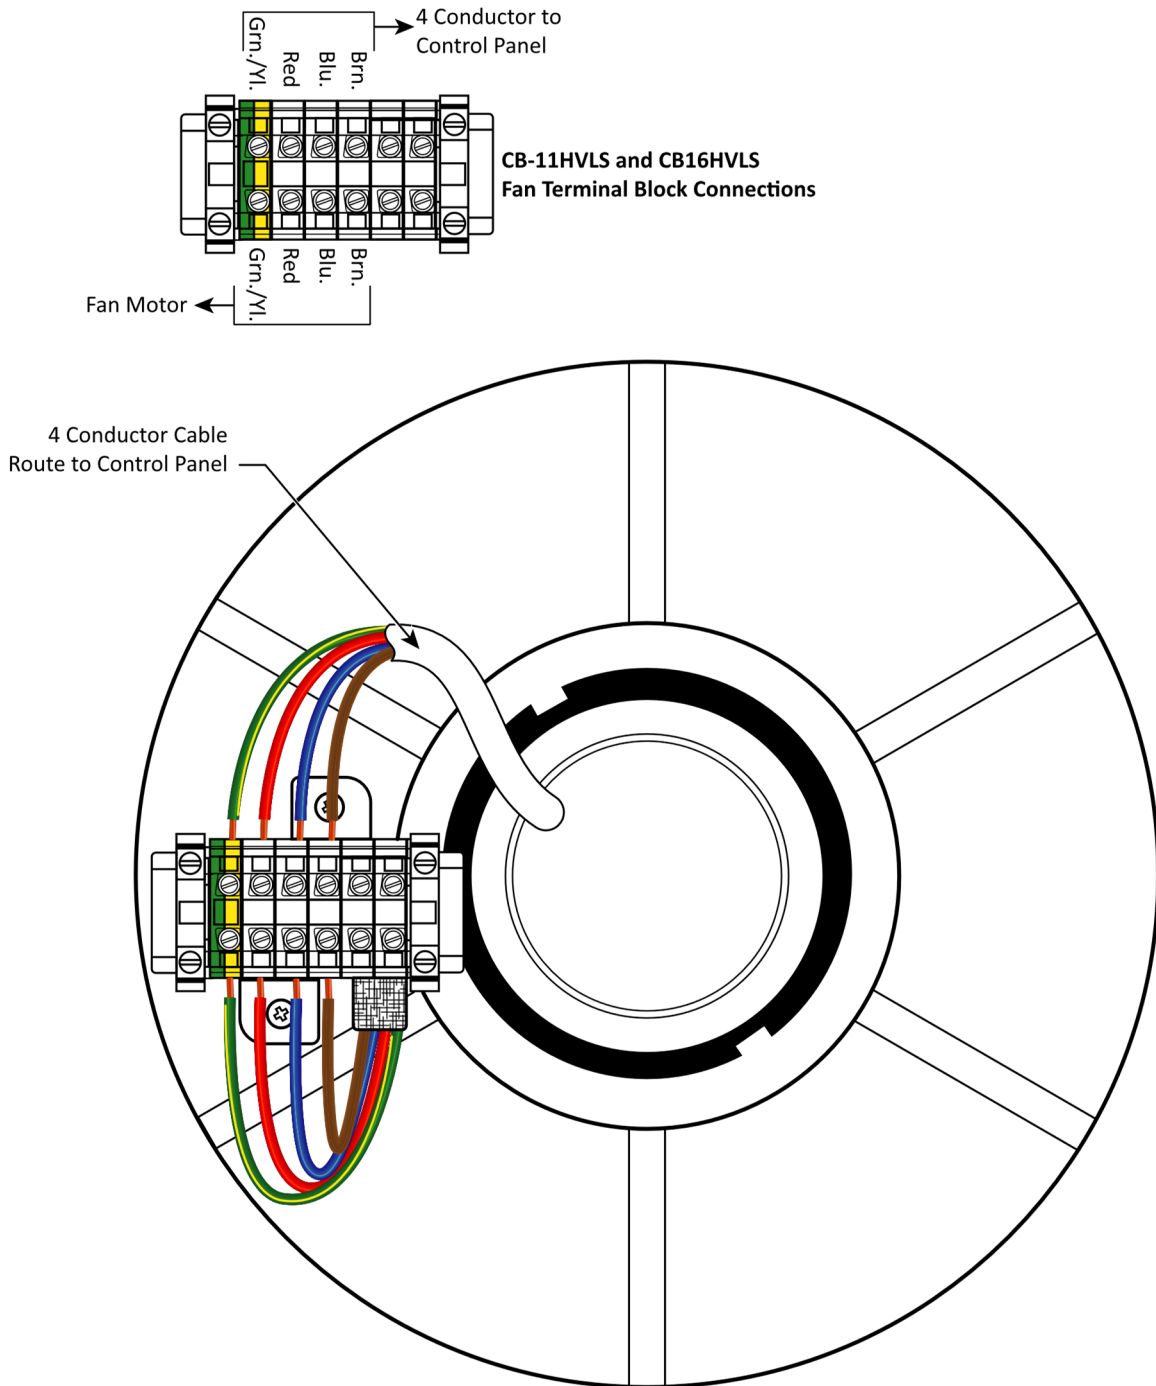 4 Conductor to
Control Panel
Grn./Yl.
Red
Blu.
Brn.
CB-11HVLS and CB16HVLS
Fan Terminal Block Connections
Grn./Yl.
Red
Blu.
Brn.
Fan Motor
4 Conductor Cable
Route to Control Panel